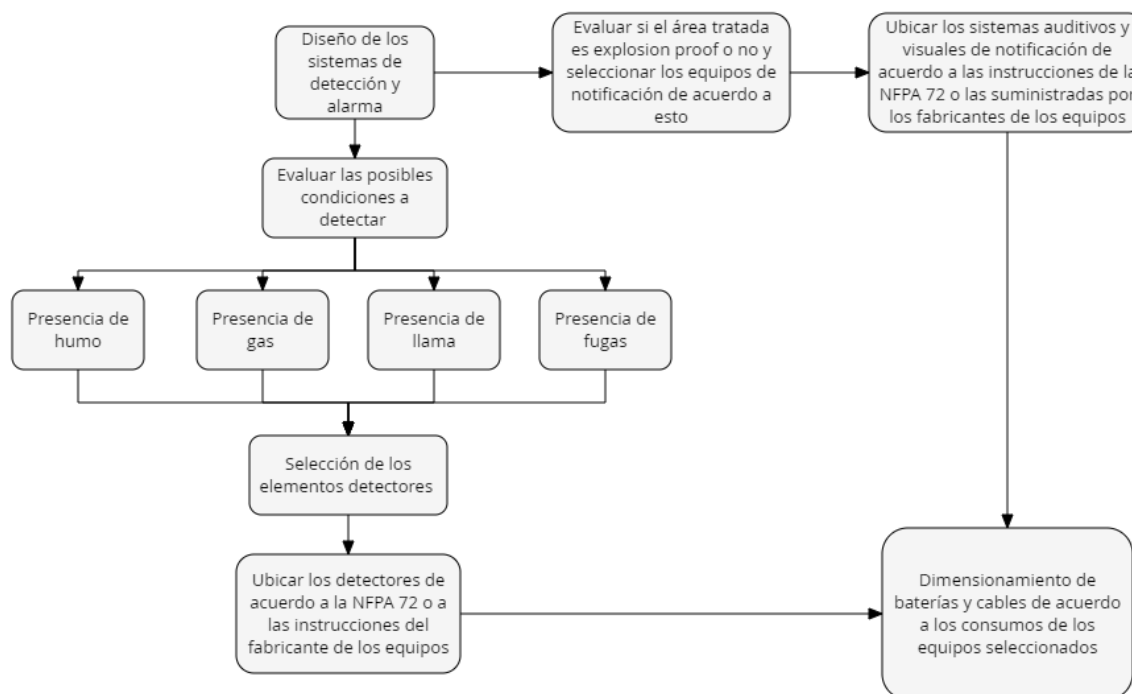 Diseño de los
sistemas de
detección y
alarma
Evaluar si el área tratada
es explosion proof o no y
seleccionar los equipos de
notificación de acuerdo a
esto
Ubicar los sistemas auditivos y
visuales de notificación de
acuerdo a las instrucciones de la
NFPA 72 o las suministradas por
los fabricantes de los equipos
Evaluar las posibles
condiciones a
detectar
Presencia de
humo
Presencia de
gas
Presencia de
llama
Presencia de
fugas
Selección de los
elementos detectores
Ubicar los detectores de
acuerdo a la NFPA 72 o a
las instrucciones del
fabricante de los equipos
Dimensionamiento de
baterías y cables de acuerdo
a los consumos de los
equipos seleccionados